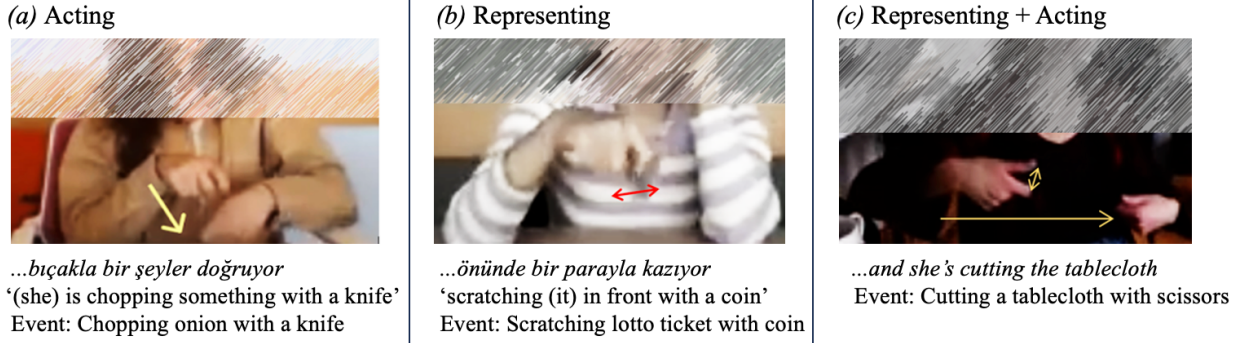 (a) Acting
...bıçakla bir şeyler doğruyor
‘(she) is chopping something with a knife’
Event: Chopping onion with a knife
(b) Representing
...önünde bir parayla kazıyor
‘scratching (it) in front with a coin’
Event: Scratching lotto ticket with coin
(c) Representing + Acting
...and she’s cutting the tablecloth
Event: Cutting a tablecloth with scissors